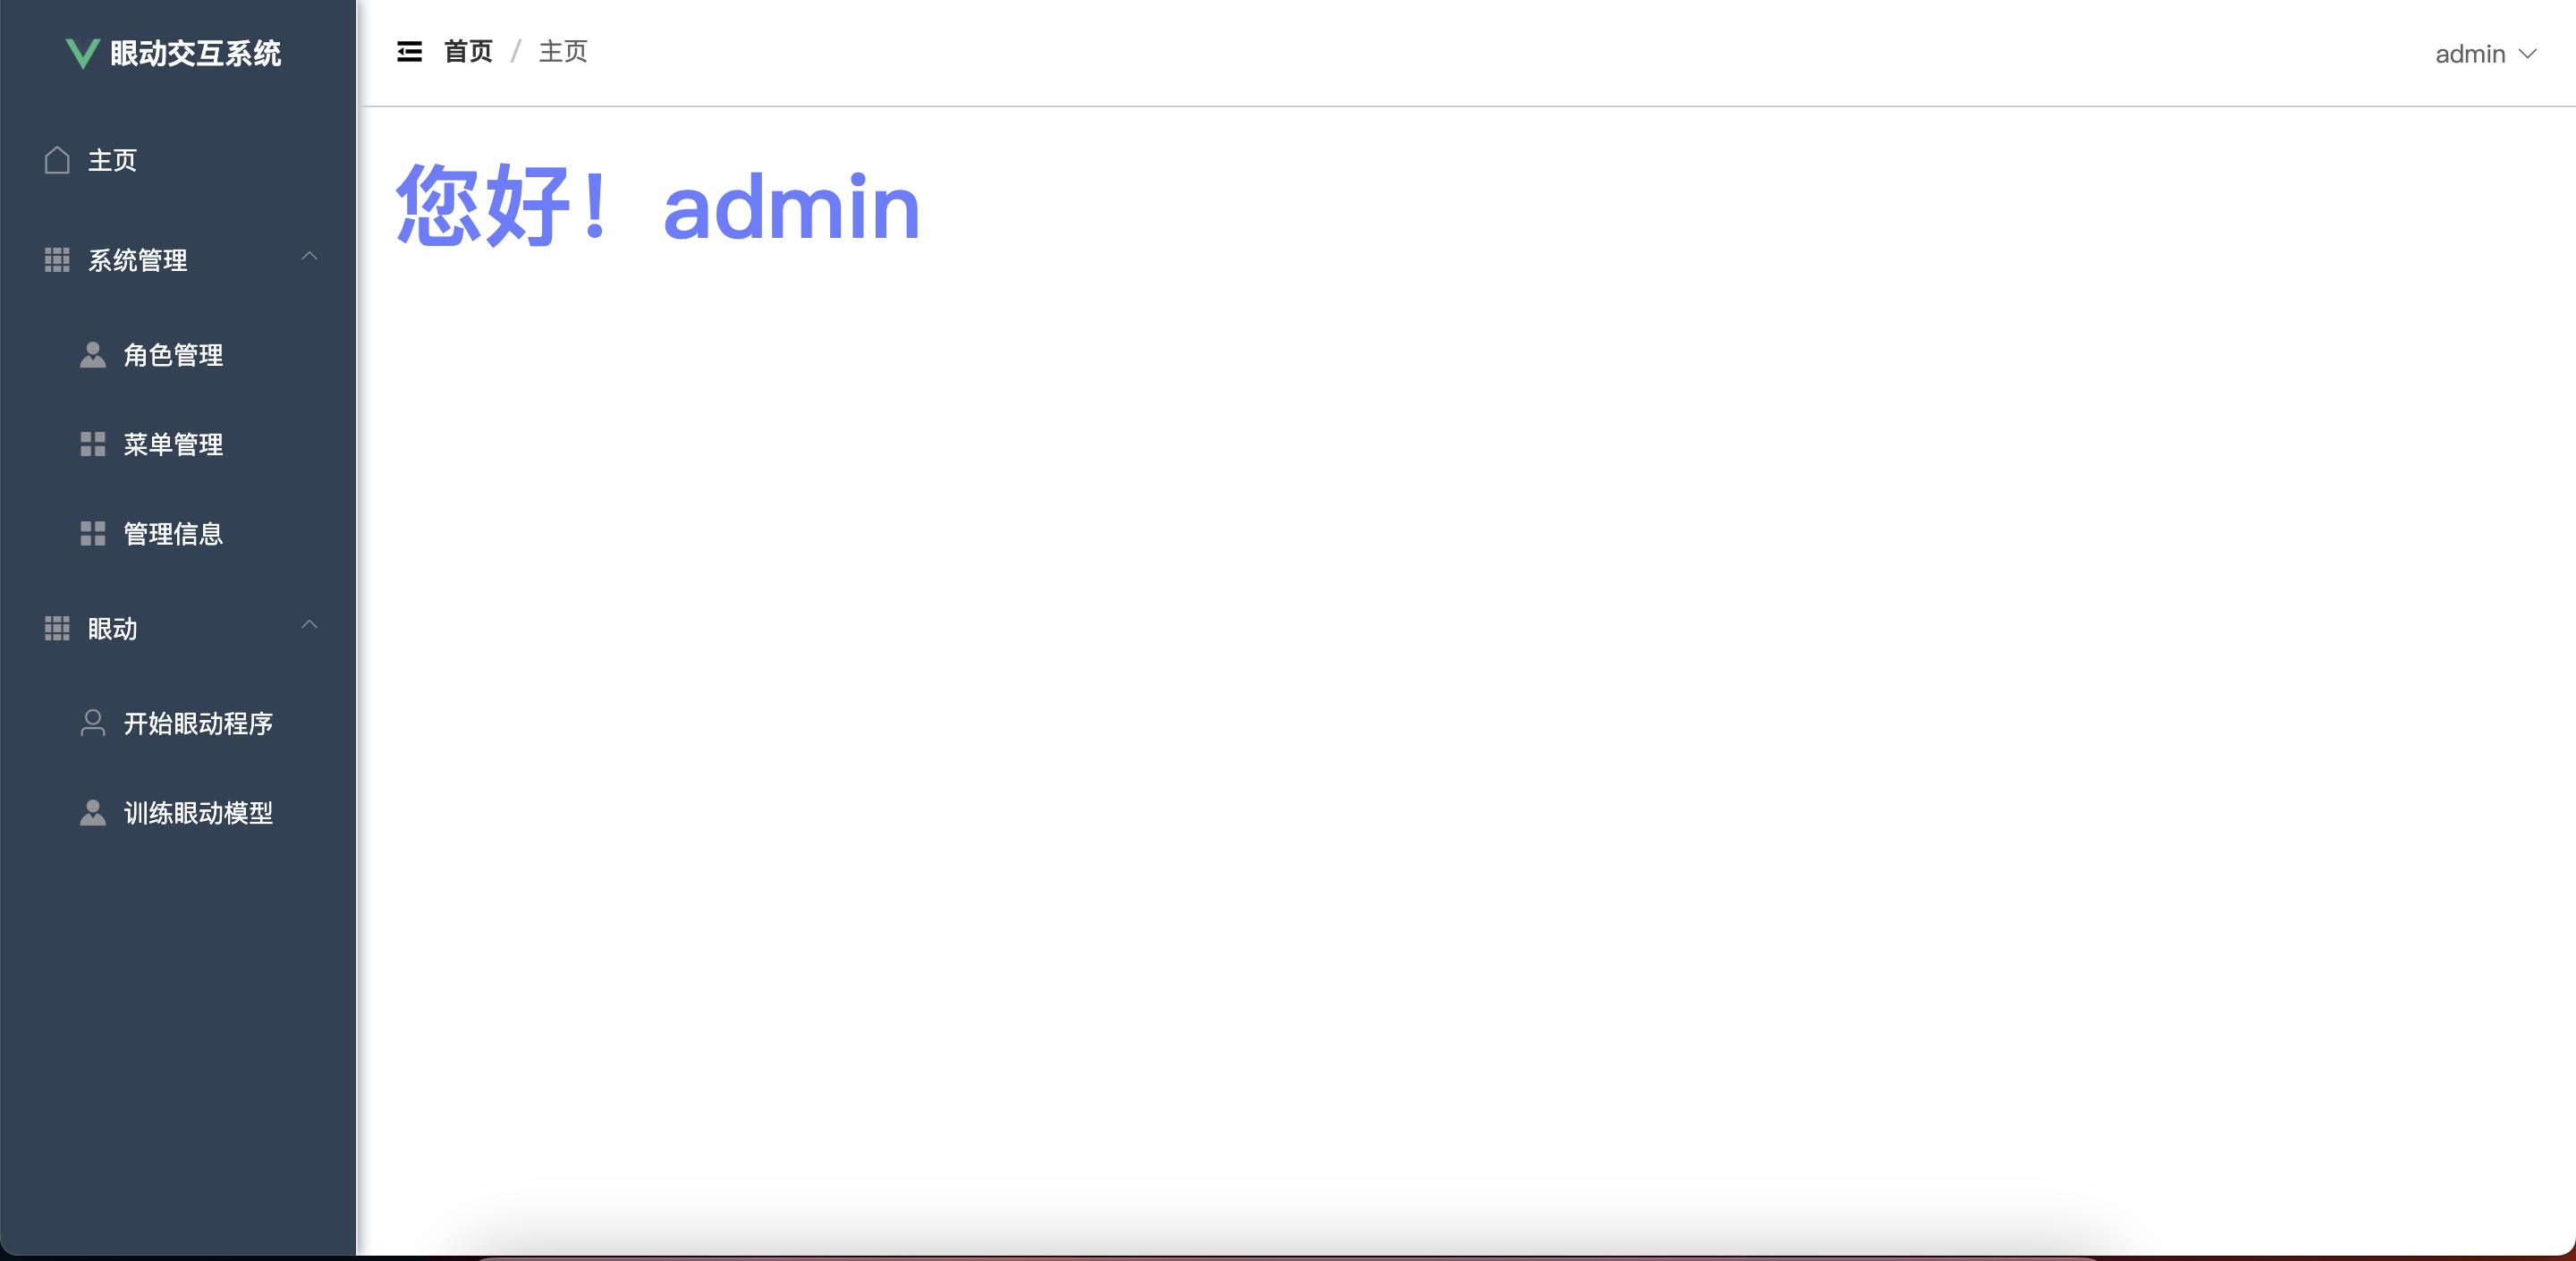 眼动交互系统
首页 / 主页
admin
主页
系统管理
角色管理
菜单管理
管理信息
眼动
开始眼动程序
训练眼动模型
您好！admin